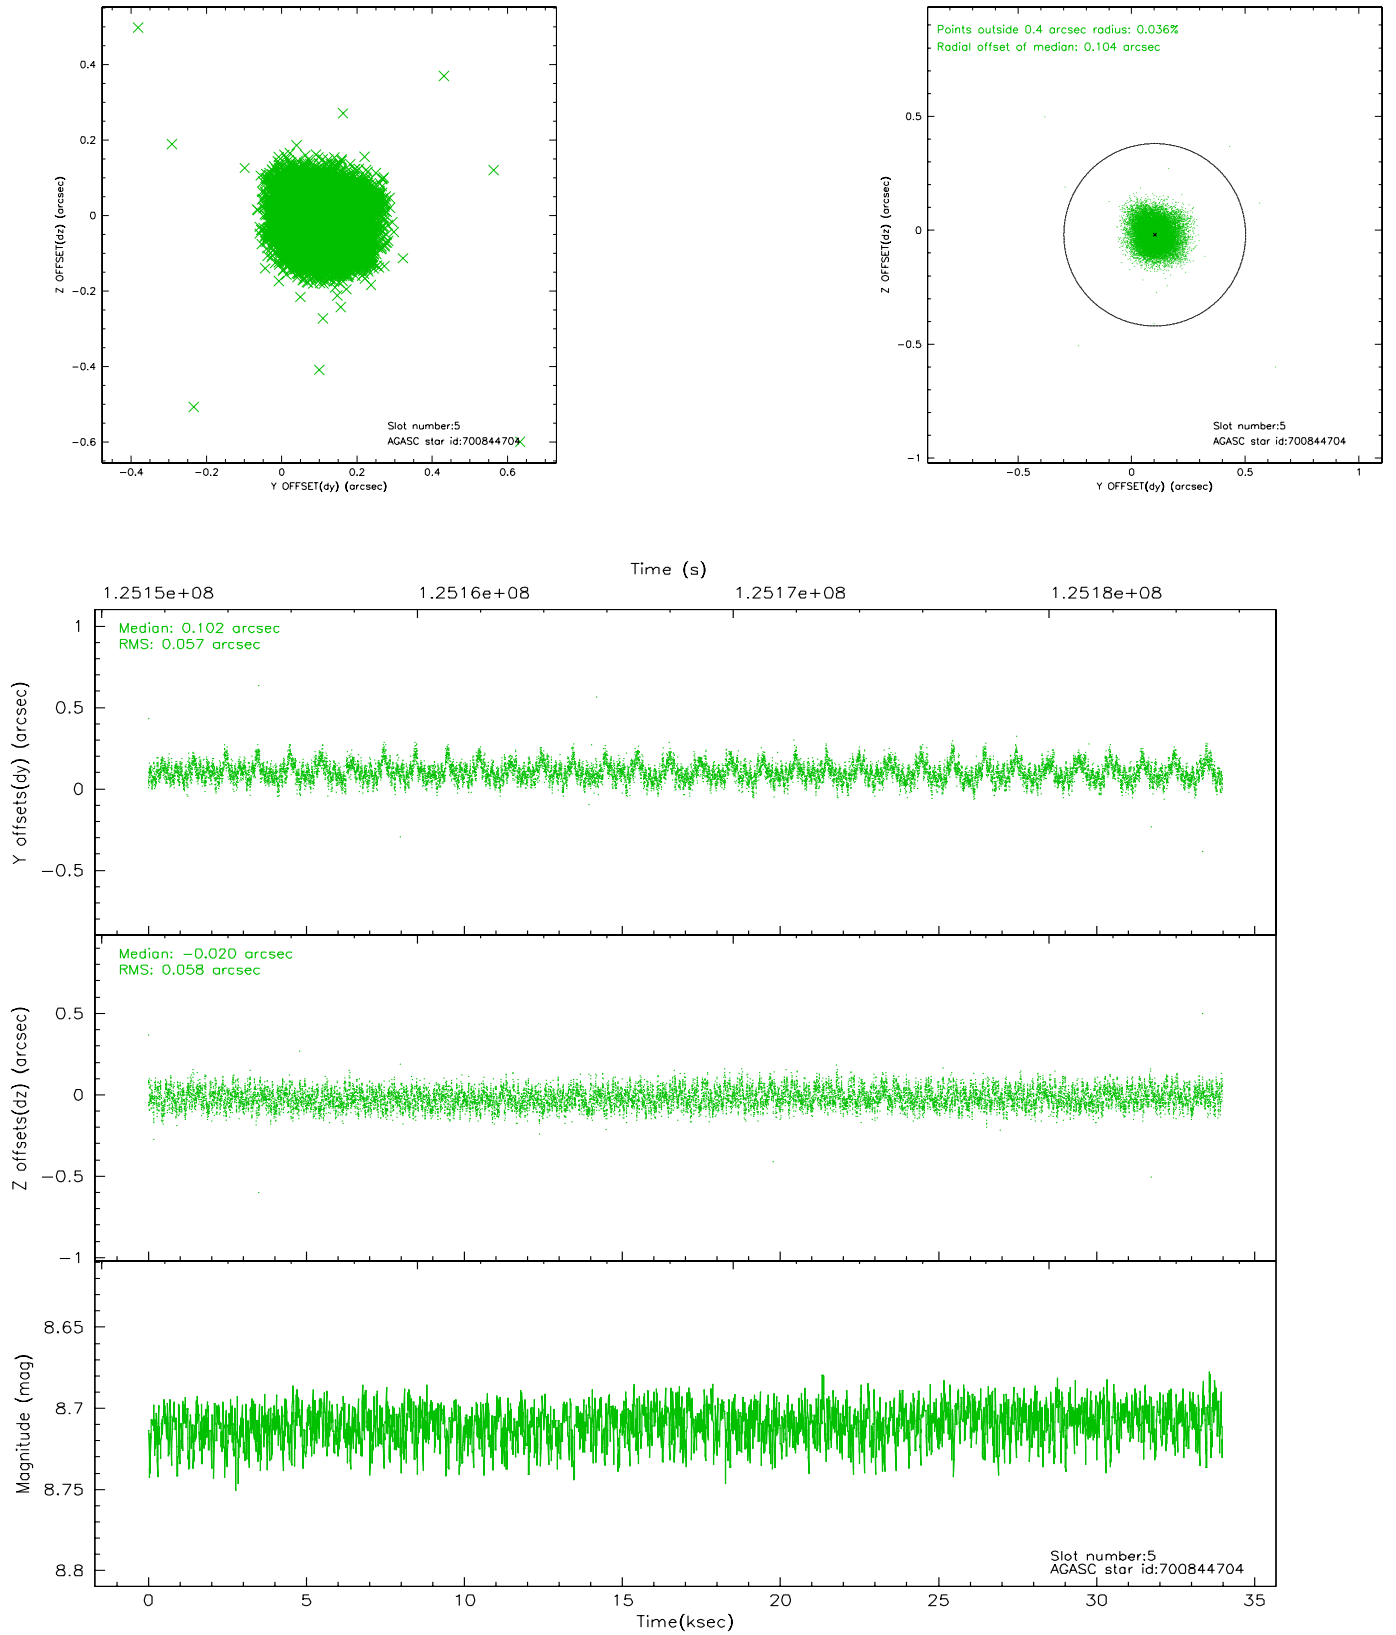 0.4
0.2
0
−0.2
−0.4
−0.6
Z OFFSET(dz) (arcsec)
Slot number:5
AGASC star id:700844704
−0.4 −0.2 0 0.2 0.4 0.6
Y OFFSET(dy) (arcsec)
Points outside 0.4 arcsec radius: 0.036%
Radial offset of median: 0.104 arcsec
0.5
0
−0.5
−1
Z OFFSET(dz) (arcsec)
Slot number:5
AGASC star id:700844704
−0.5 0 0.5 1
Y OFFSET(dy) (arcsec)
Time (s)
1.2515e+08 1.2516e+08 1.2517e+08 1.2518e+08
Median: 0.102 arcsec
RMS: 0.057 arcsec
1
0.5
0
−0.5
Y offsets(dy) (arcsec)
Median: −0.020 arcsec
RMS: 0.058 arcsec
0.5
0
−0.5
−1
Z offsets(dz) (arcsec)
8.65
8.7
8.75
8.8
Magnitude (mag)
Slot number:5
AGASC star id:700844704
0 5 10 15 20 25 30 35
Time(ksec)